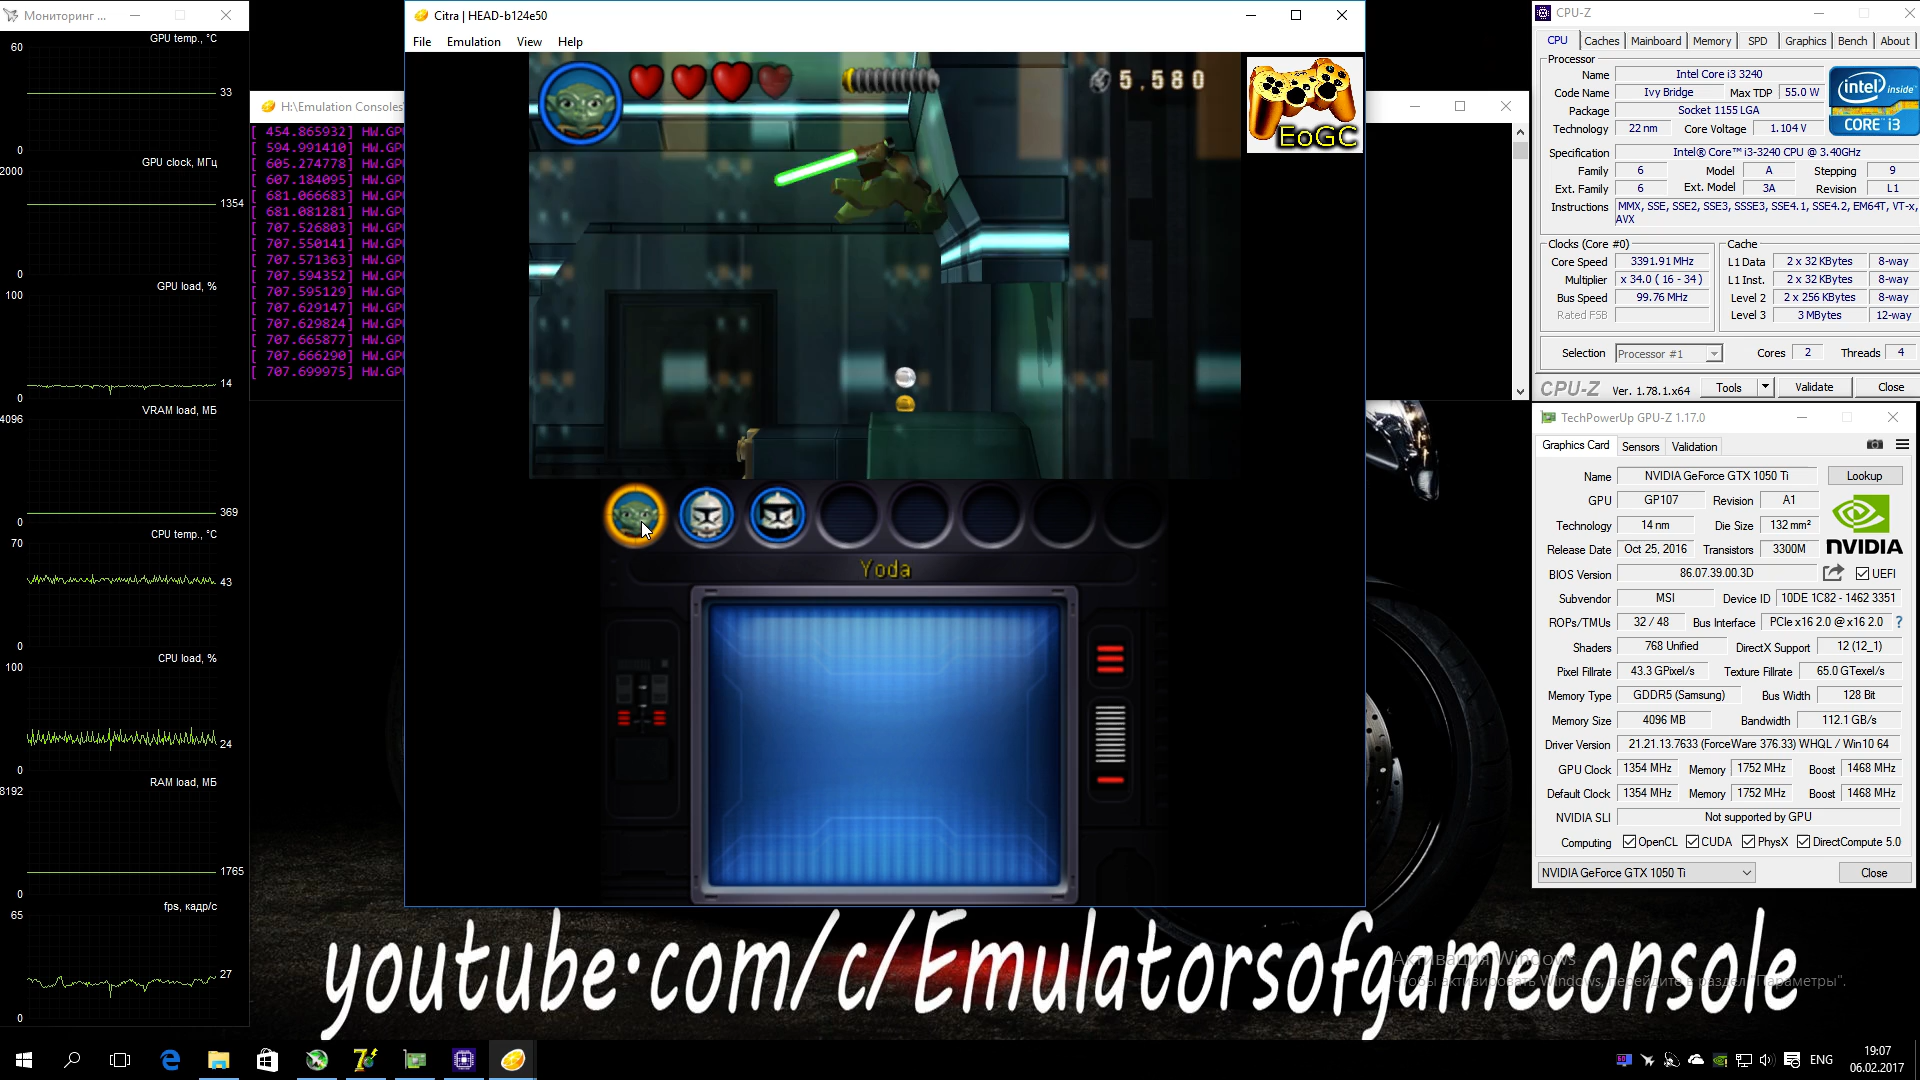 Мониторинг ...
GPU temp., °C
60
33
0
GPU clock, МГц
2000
1354
0
GPU load, %
100
14
0
VRAM load, МБ
4096
369
0
CPU temp., °C
70
43
0
CPU load, %
100
24
0
RAM load, МБ
8192
1765
0
fps, кадр/с
65
27
0
H:\Emulation Consoles
[ 454.865932] HW.GPU
[ 594.991410] HW.GPU
[ 605.274778] HW.GPU
[ 607.184095] HW.GPU
[ 681.066683] HW.GPU
[ 681.081281] HW.GPU
[ 707.526803] HW.GPU
[ 707.550141] HW.GPU
[ 707.571363] HW.GPU
[ 707.594352] HW.GPU
[ 707.595129] HW.GPU
[ 707.629147] HW.GPU
[ 707.629824] HW.GPU
[ 707.665877] HW.GPU
[ 707.666290] HW.GPU
[ 707.699975] HW.GPU
Citra | HEAD-b124e50
File Emulation View Help
5,580
EoGC
Yoda
CPU-Z
CPU Caches Mainboard Memory SPD Graphics Bench About
Processor
Name Intel Core i3 3240
Code Name Ivy Bridge Max TDP 55.0 W
Package Socket 1155 LGA
Technology 22 nm Core Voltage 1.104 V
intel inside™
CORE i3
Specification Intel® Core™ i3-3240 CPU @ 3.40GHz
Family 6 Model A Stepping 9
Ext. Family 6 Ext. Model 3A Revision L1
Instructions MMX, SSE, SSE2, SSE3, SSSE3, SSE4.1, SSE4.2, EM64T, VT-x,
AVX
Clocks (Core #0) Cache
Core Speed 3391.91 MHz L1 Data 2 x 32 KBytes 8-way
Multiplier x 34.0 ( 16 - 34 ) L1 Inst. 2 x 32 KBytes 8-way
Bus Speed 99.76 MHz Level 2 2 x 256 KBytes 8-way
Rated FSB Level 3 3 MBytes 12-way
Selection Processor #1 Cores 2 Threads 4
CPU-Z Ver. 1.78.1.x64 Tools Validate Close
TechPowerUp GPU-Z 1.17.0
Graphics Card Sensors Validation
Name NVIDIA GeForce GTX 1050 Ti Lookup
GPU GP107 Revision A1
Technology 14 nm Die Size 132 mm²
Release Date Oct 25, 2016 Transistors 3300M
NVIDIA
BIOS Version 86.07.39.00.3D UEFI
Subvendor MSI Device ID 10DE 1C82 - 1462 3351
ROPs/TMUs 32 / 48 Bus Interface PCIe x16 2.0 @ x16 2.0 ?
Shaders 768 Unified DirectX Support 12 (12_1)
Pixel Fillrate 43.3 GPixel/s Texture Fillrate 65.0 GTexel/s
Memory Type GDDR5 (Samsung) Bus Width 128 Bit
Memory Size 4096 MB Bandwidth 112.1 GB/s
Driver Version 21.21.13.7633 (ForceWare 376.33) WHQL / Win10 64
GPU Clock 1354 MHz Memory 1752 MHz Boost 1468 MHz
Default Clock 1354 MHz Memory 1752 MHz Boost 1468 MHz
NVIDIA SLI Not supported by GPU
Computing OpenCL CUDA PhysX DirectCompute 5.0
NVIDIA GeForce GTX 1050 Ti Close
youtube.com/c/Emulatorsofgameconsole
Активация Windows
Чтобы активировать Windows, перейдите в раздел "Параметры".
ENG
19:07
06.02.2017